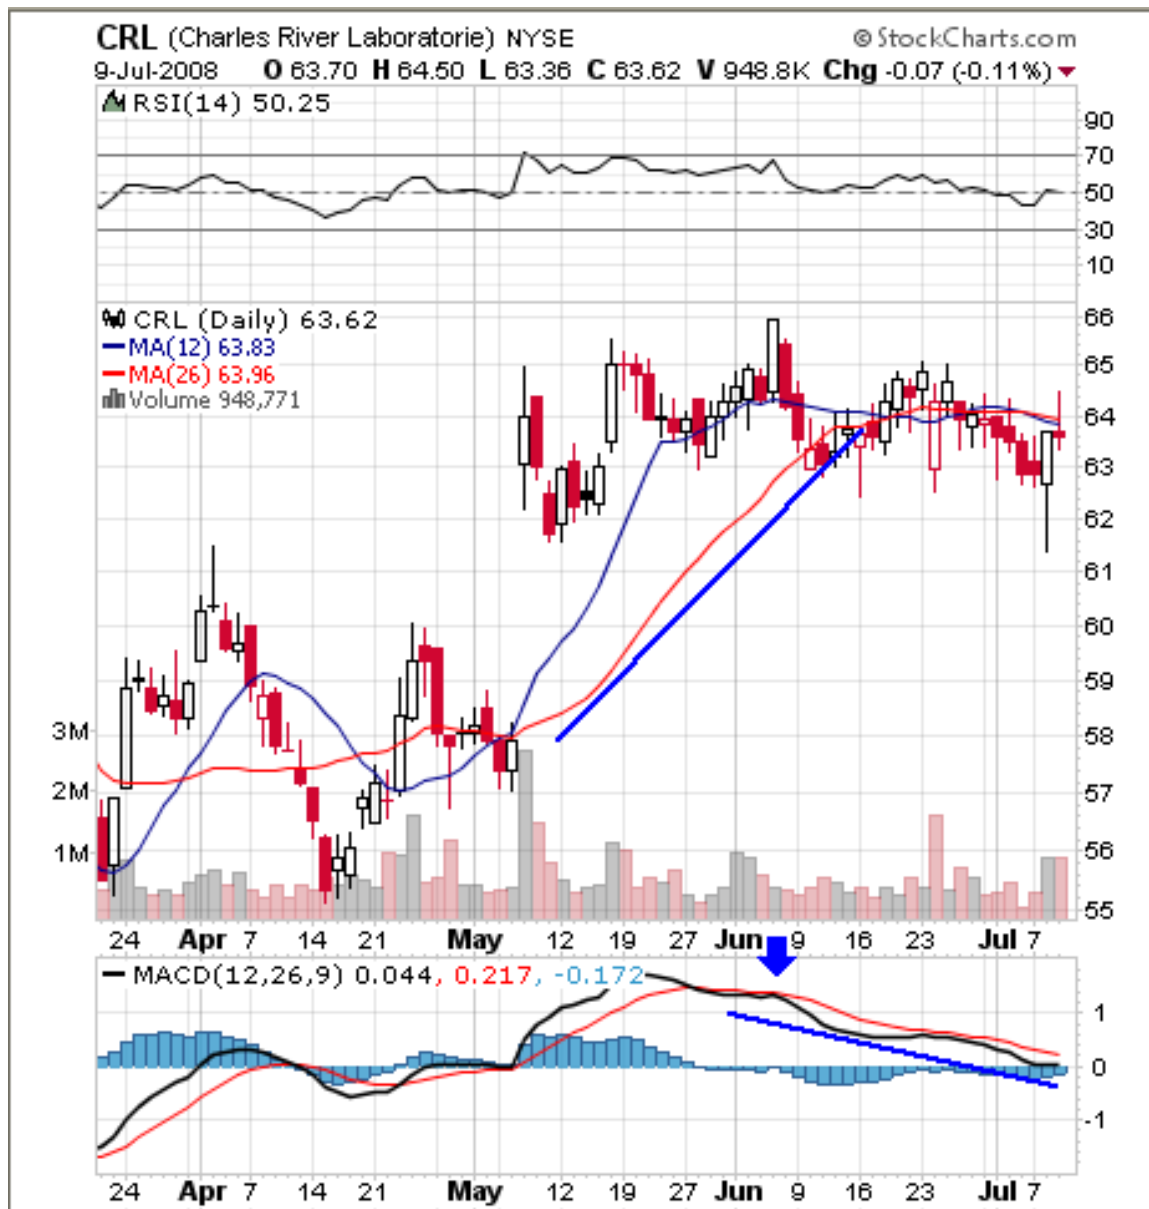 CRL (Charles River Laboratorie) NYSE © StockCharts.com
9-Jul-2008 O 63.70 H 64.50 L 63.36 C 63.62 V 948.8K Chg -0.07 (-0.11%)
RSI(14) 50.25
90
70
50
30
10
CRL (Daily) 63.62
MA(12) 63.83
MA(26) 63.96
Volume 948,771
66
65
64
63
62
61
60
59
58
57
56
55
3M
2M
1M
24 Apr 7 14 21 May 12 19 27 Jun 9 16 23 Jul 7
MACD(12,26,9) 0.044, 0.217, -0.172
1
0
-1
24 Apr 7 14 21 May 12 19 27 Jun 9 16 23 Jul 7